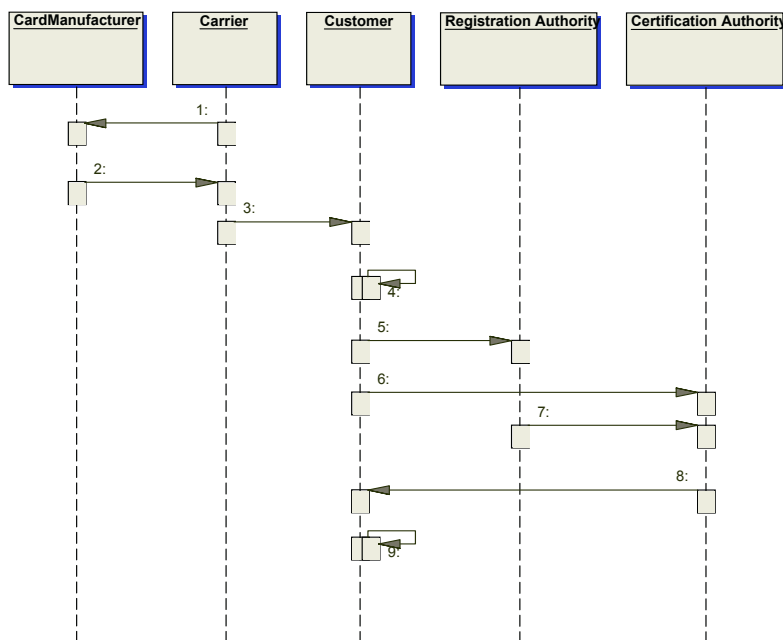 CardManufacturer
Carrier
Customer
Registration Authority
Certification Authority
1:
2:
3:
4:
5:
6:
7:
8:
9: